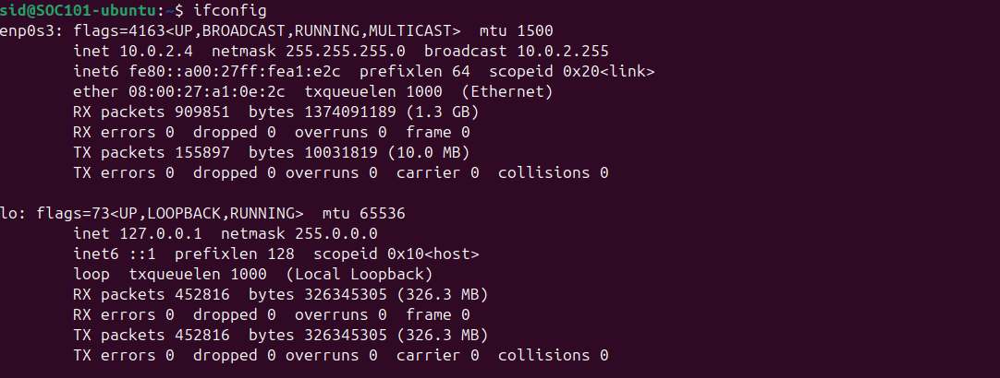 sid@SOC101-ubuntu:~$ ifconfig
enp0s3: flags=4163<UP,BROADCAST,RUNNING,MULTICAST>  mtu 1500
        inet 10.0.2.4  netmask 255.255.255.0  broadcast 10.0.2.255
        inet6 fe80::a00:27ff:fea1:e2c  prefixlen 64  scopeid 0x20<link>
        ether 08:00:27:a1:0e:2c  txqueuelen 1000  (Ethernet)
        RX packets 909851  bytes 1374091189 (1.3 GB)
        RX errors 0  dropped 0  overruns 0  frame 0
        TX packets 155897  bytes 10031819 (10.0 MB)
        TX errors 0  dropped 0 overruns 0  carrier 0  collisions 0

lo: flags=73<UP,LOOPBACK,RUNNING>  mtu 65536
        inet 127.0.0.1  netmask 255.0.0.0
        inet6 ::1  prefixlen 128  scopeid 0x10<host>
        loop  txqueuelen 1000  (Local Loopback)
        RX packets 452816  bytes 326345305 (326.3 MB)
        RX errors 0  dropped 0  overruns 0  frame 0
        TX packets 452816  bytes 326345305 (326.3 MB)
        TX errors 0  dropped 0 overruns 0  carrier 0  collisions 0